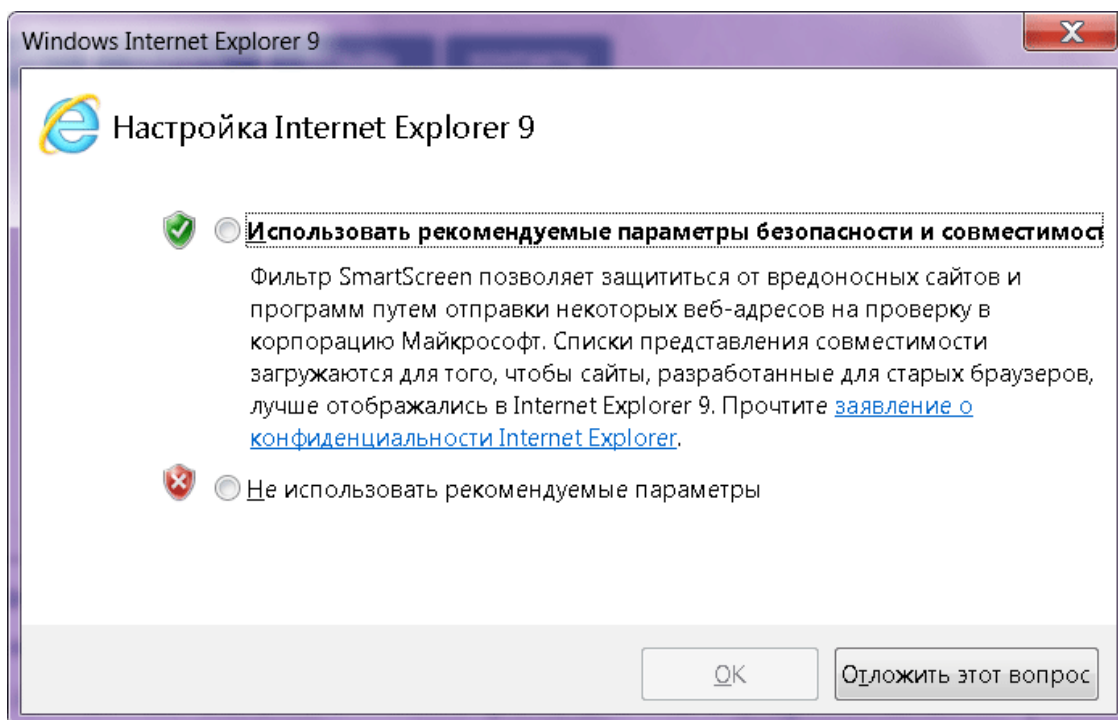 Windows Internet Explorer 9
Настройка Internet Explorer 9
Использовать рекомендуемые параметры безопасности и совместимост
Фильтр SmartScreen позволяет защититься от вредоносных сайтов и
программ путем отправки некоторых веб-адресов на проверку в
корпорацию Майкрософт. Списки представления совместимости
загружаются для того, чтобы сайты, разработанные для старых браузеров,
лучше отображались в Internet Explorer 9. Прочтите заявление о
конфиденциальности Internet Explorer.
Не использовать рекомендуемые параметры
OK
Отложить этот вопрос